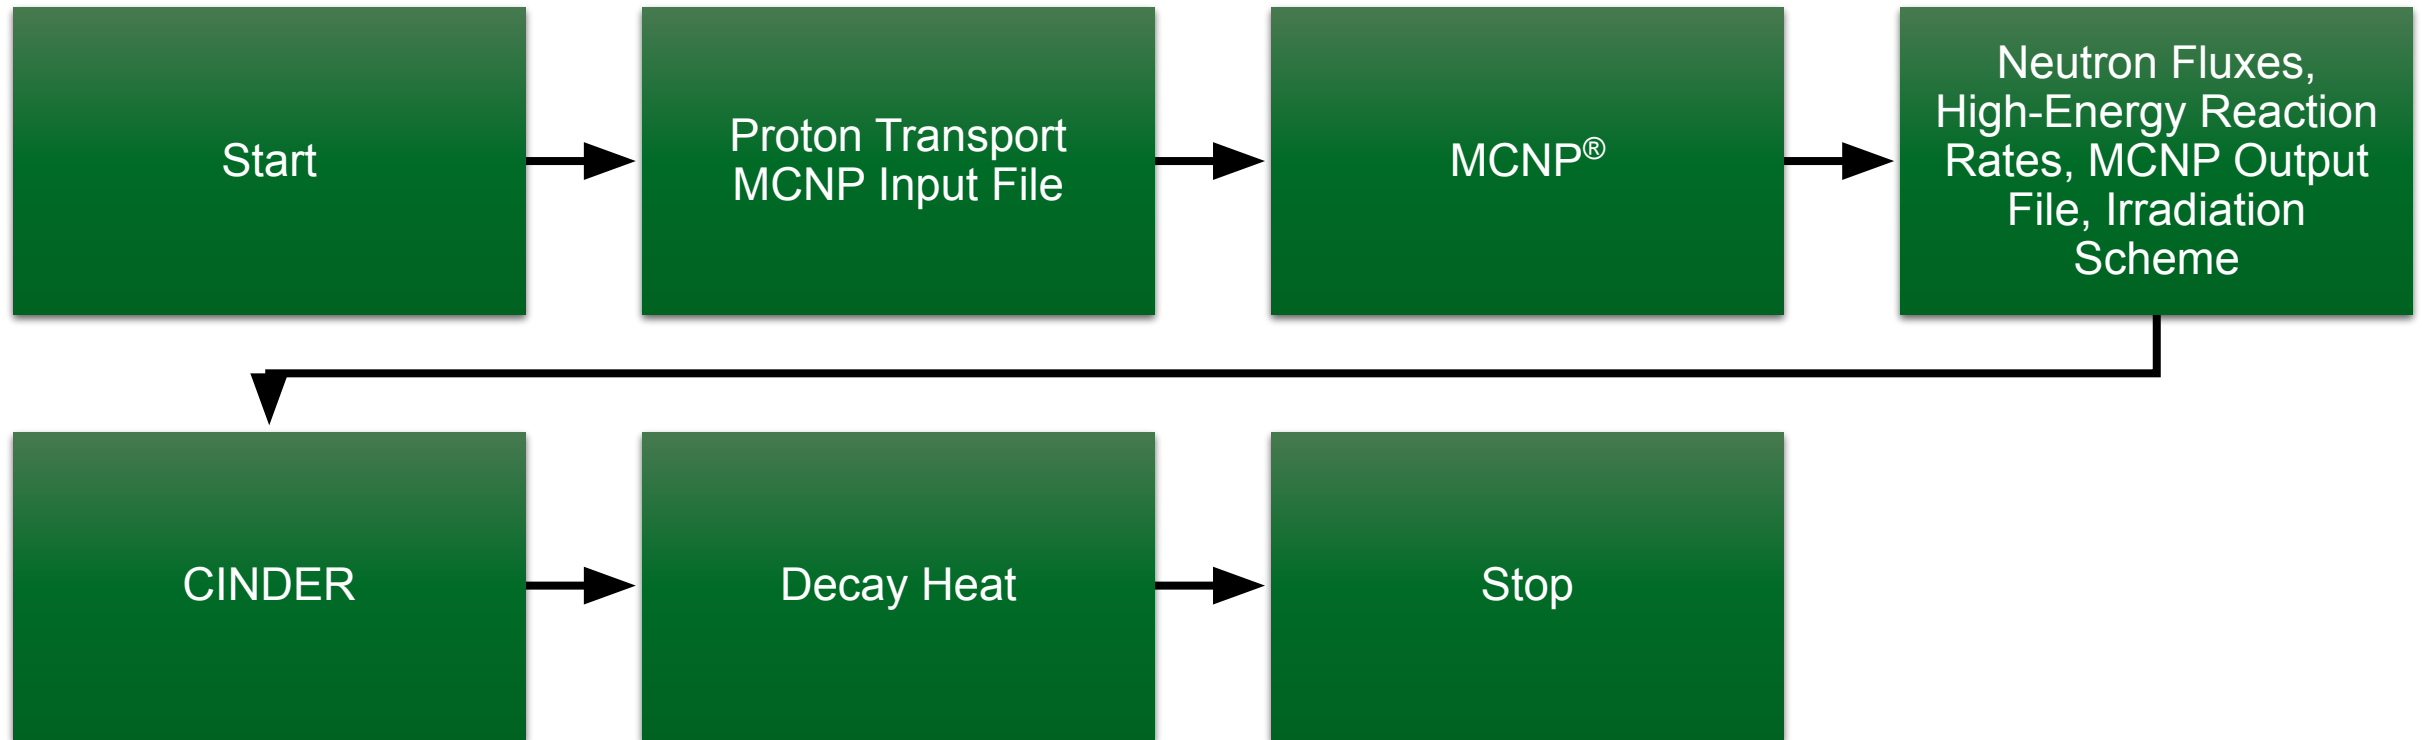 Start
Proton Transport
MCNP Input File
MCNP®
Neutron Fluxes,
High-Energy Reaction
Rates, MCNP Output
File, Irradiation
Scheme
CINDER
Decay Heat
Stop